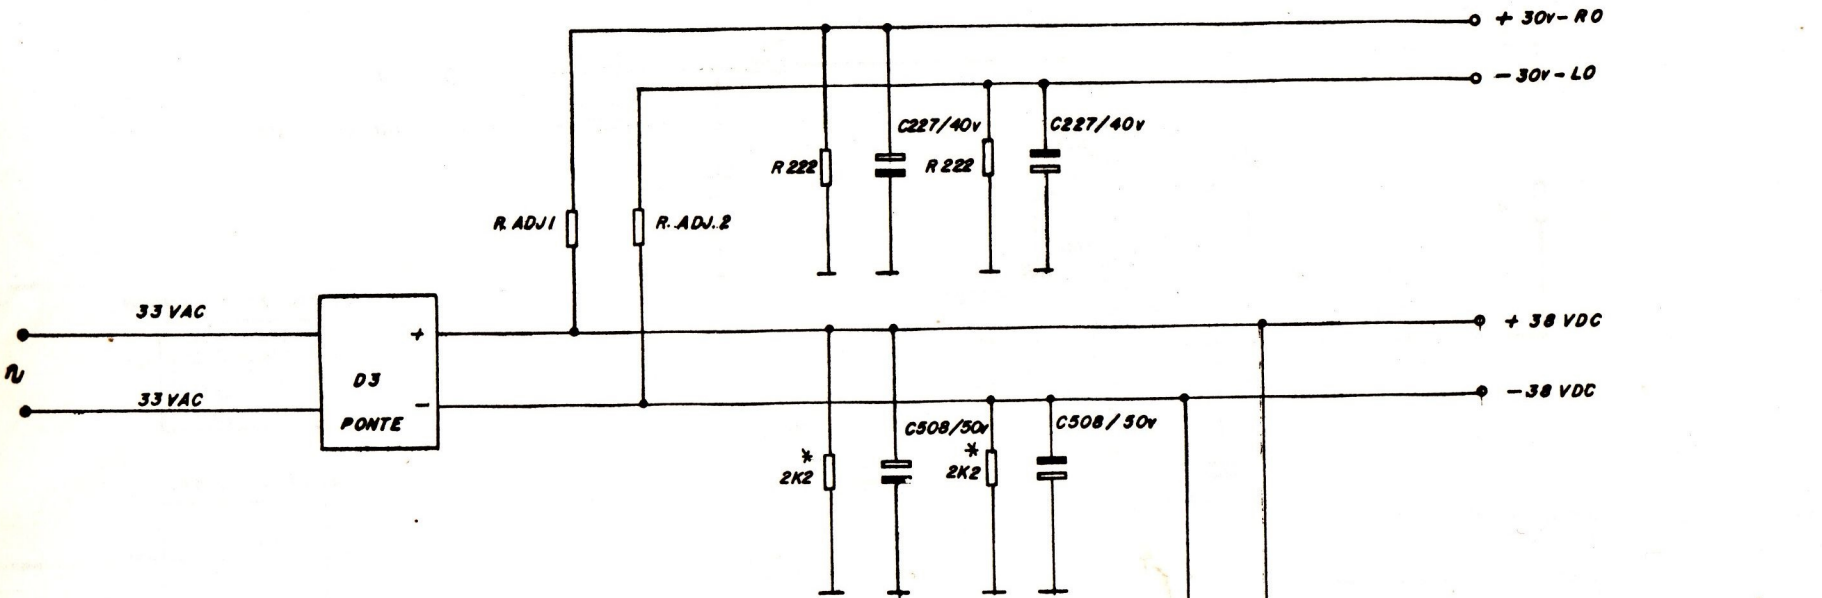 + 30v-RO
- 30v-LO
C227/40v
C227/40v
R222
R222
R.ADJ1
R..ADJ.2
33 VAC
+
+ 38 VDC
D3
33 VAC
-
- 38 VDC
PONTE
C508/50v
C508/50v
*
2K2
*
2K2